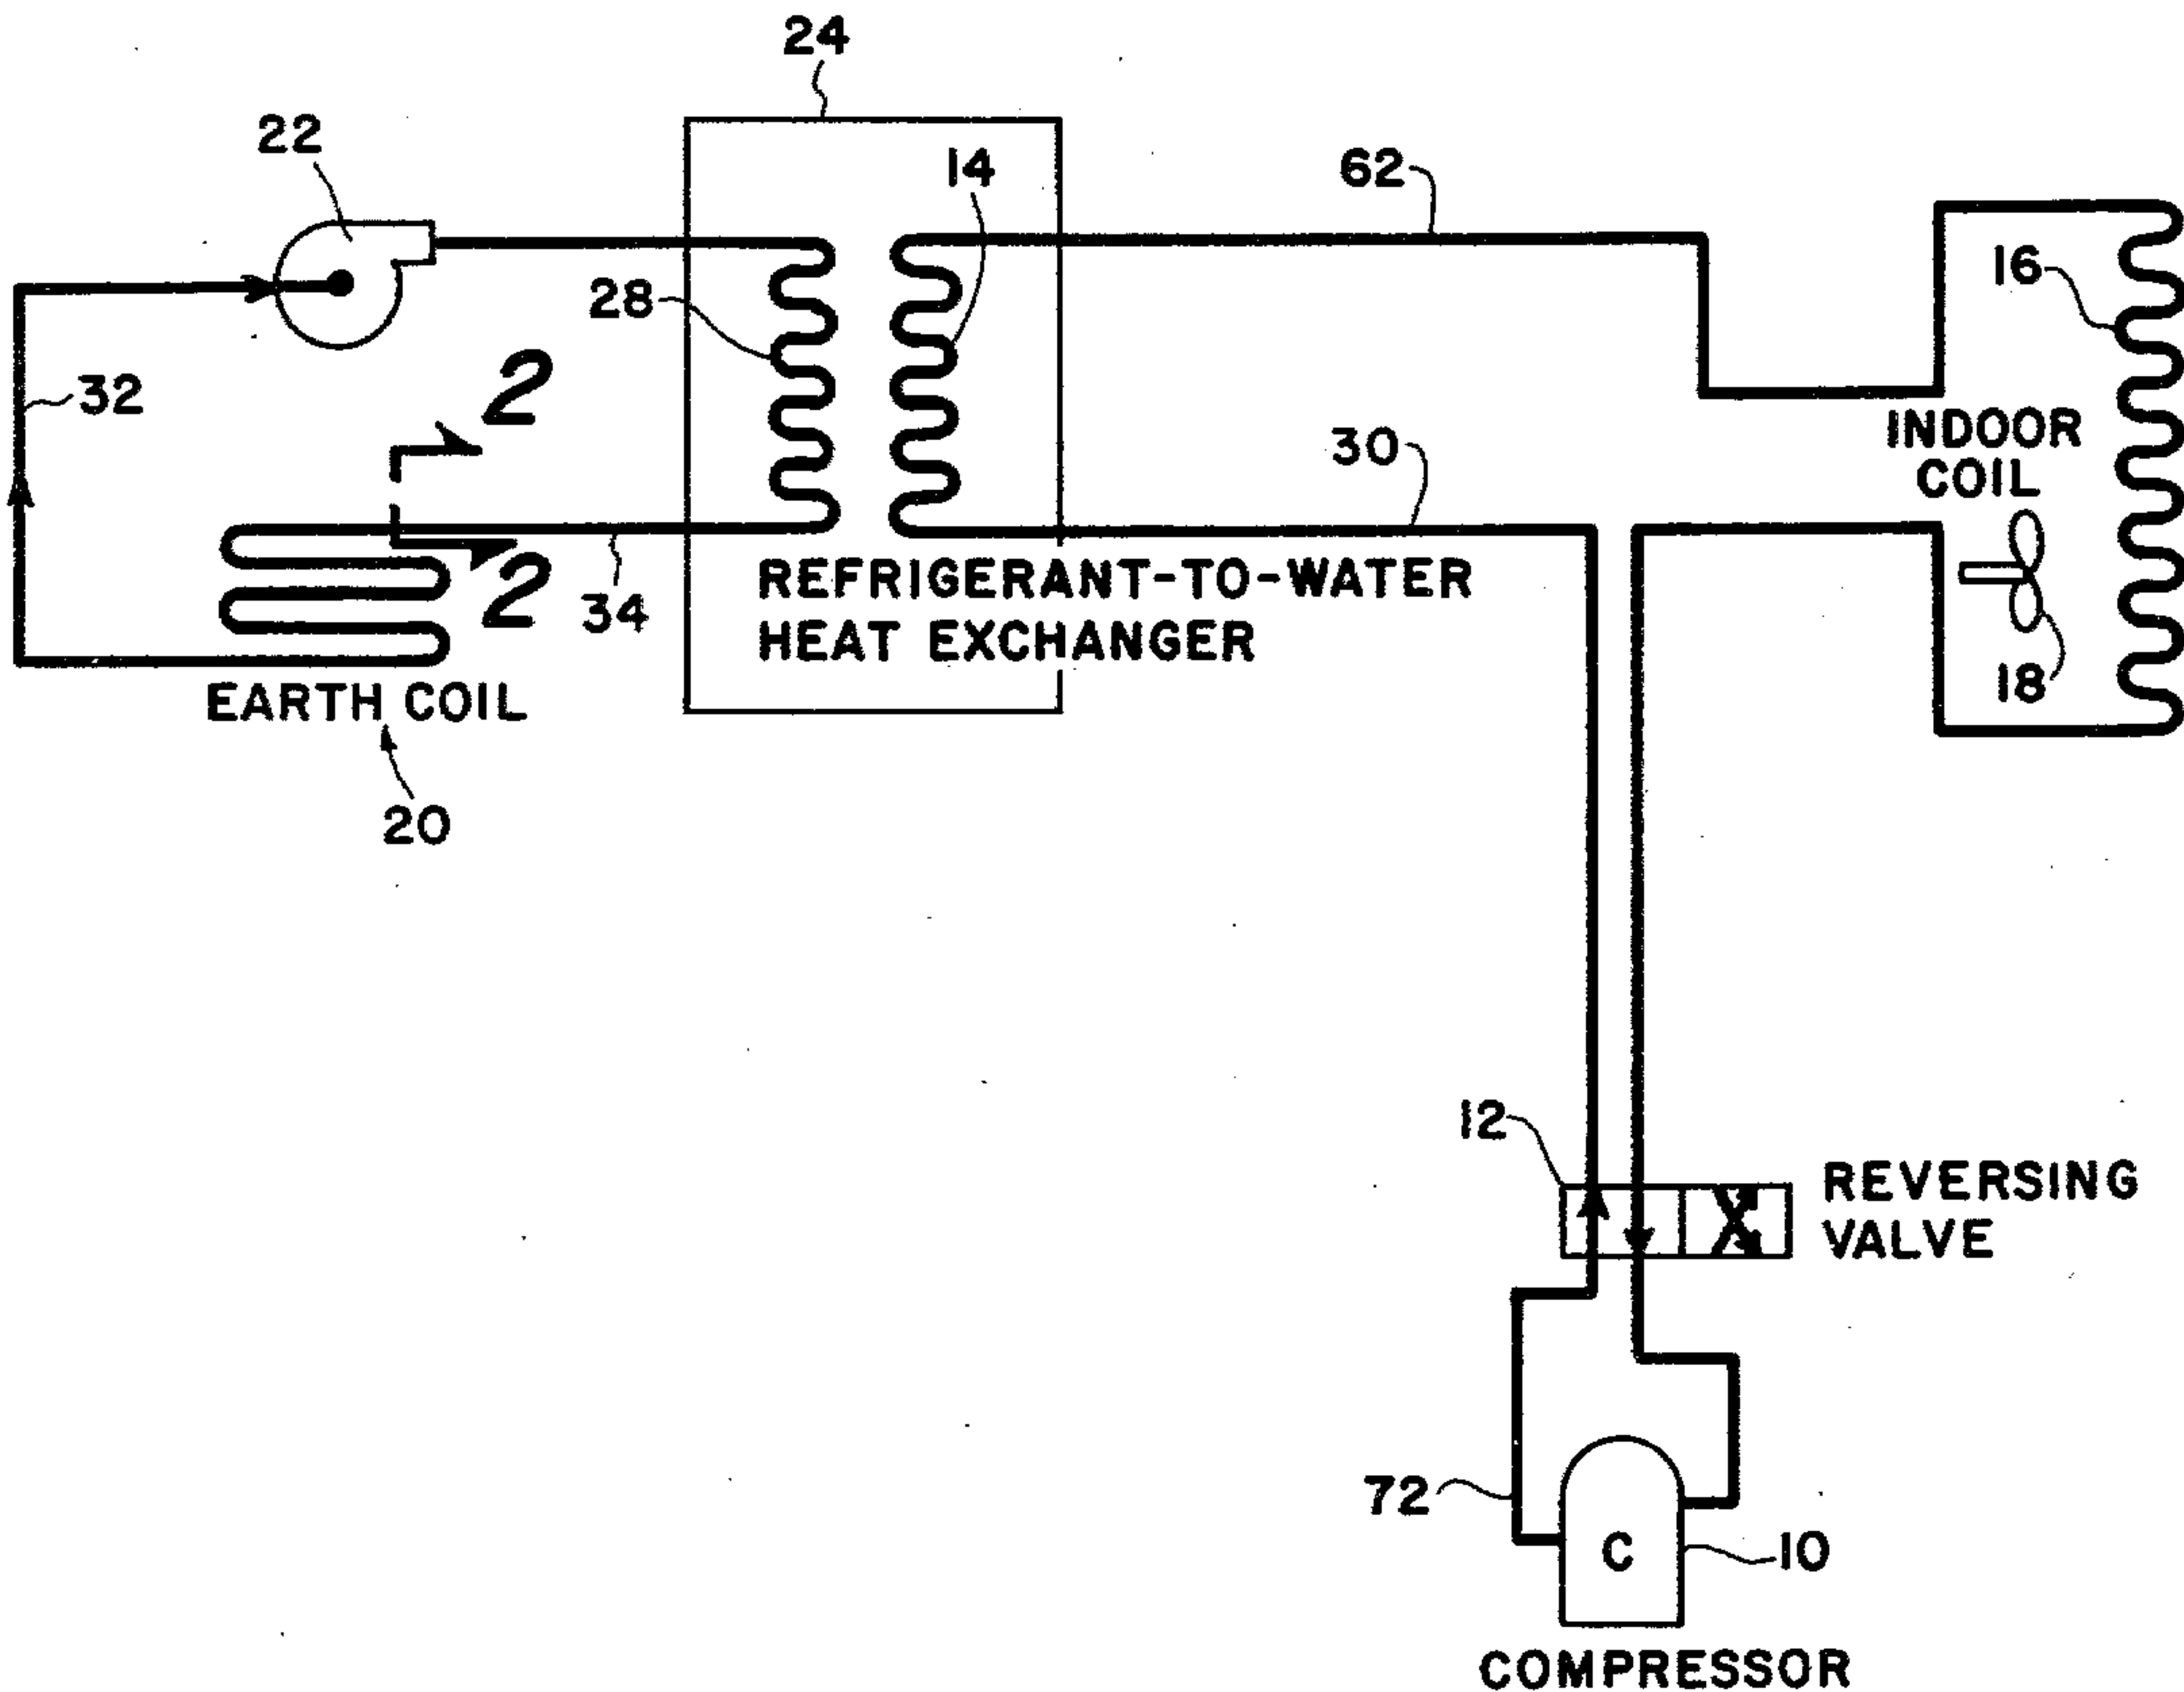 24
22
14
62
16
28
32
2
30
INDOOR
COIL
2
34
REFRIGERANT-TO-WATER
HEAT EXCHANGER
18
EARTH COIL
20
12
REVERSING
VALVE
72
C
10
COMPRESSOR